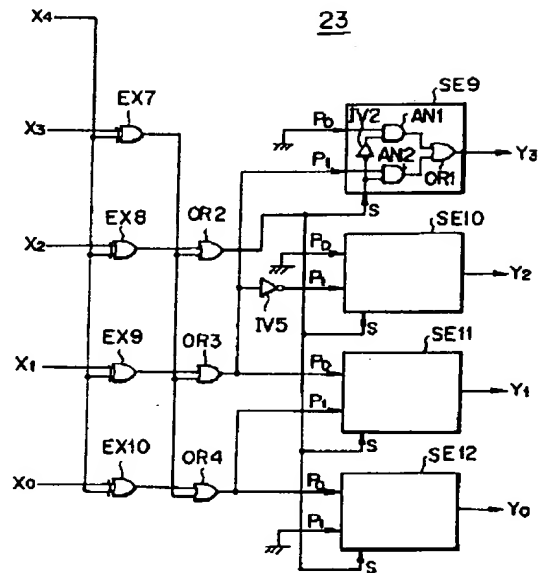 23
X4
SE9
EX7
IV2
AN1
X3
P0
Y3
P1
AN2
OR1
EX8
OR2
S
SE10
X2
P0
Y2
P1
IV5
S
EX9
OR3
SE11
X1
P0
Y1
P1
EX10
OR4
S
SE12
X0
P0
Y0
P1
S